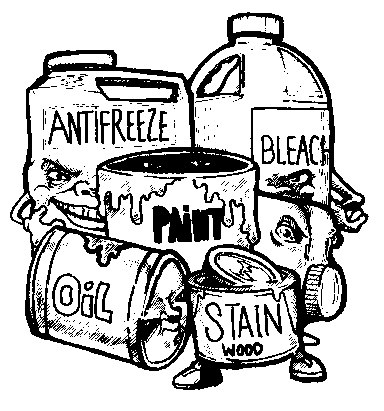 ANTIFREEZE
BLEACH
PAiNT
OiL
STAIN
WOOD